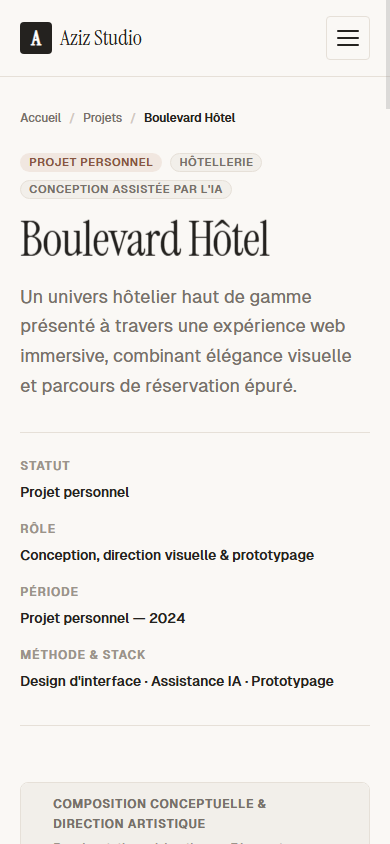 A Aziz Studio
Accueil / Projets / Boulevard Hôtel
PROJET PERSONNEL HÔTELLERIE
CONCEPTION ASSISTÉE PAR L'IA
Boulevard Hôtel
Un univers hôtelier haut de gamme
présenté à travers une expérience web
immersive, combinant élégance visuelle
et parcours de réservation épuré.
STATUT
Projet personnel
RÔLE
Conception, direction visuelle & prototypage
PÉRIODE
Projet personnel — 2024
MÉTHODE & STACK
Design d'interface · Assistance IA · Prototypage
COMPOSITION CONCEPTUELLE &
DIRECTION ARTISTIQUE